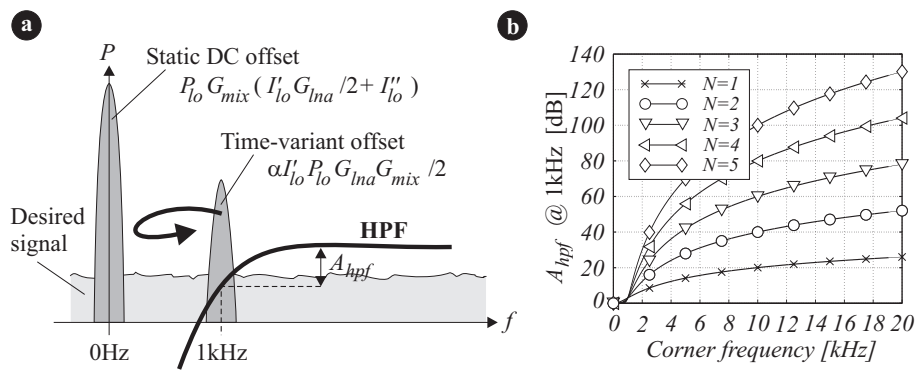 a
P
Static DC offset
P_lo G_mix ( I'_lo G_lna /2 + I''_lo )
Time-variant offset
αI'_lo P_lo G_lna G_mix /2
Desired
signal
HPF
A_hpf
f
0Hz
1kHz
b
A_hpf @ 1kHz [dB]
140
120
100
80
60
40
20
0
N=1
N=2
N=3
N=4
N=5
0 2 4 6 8 10 12 14 16 18 20
Corner frequency [kHz]